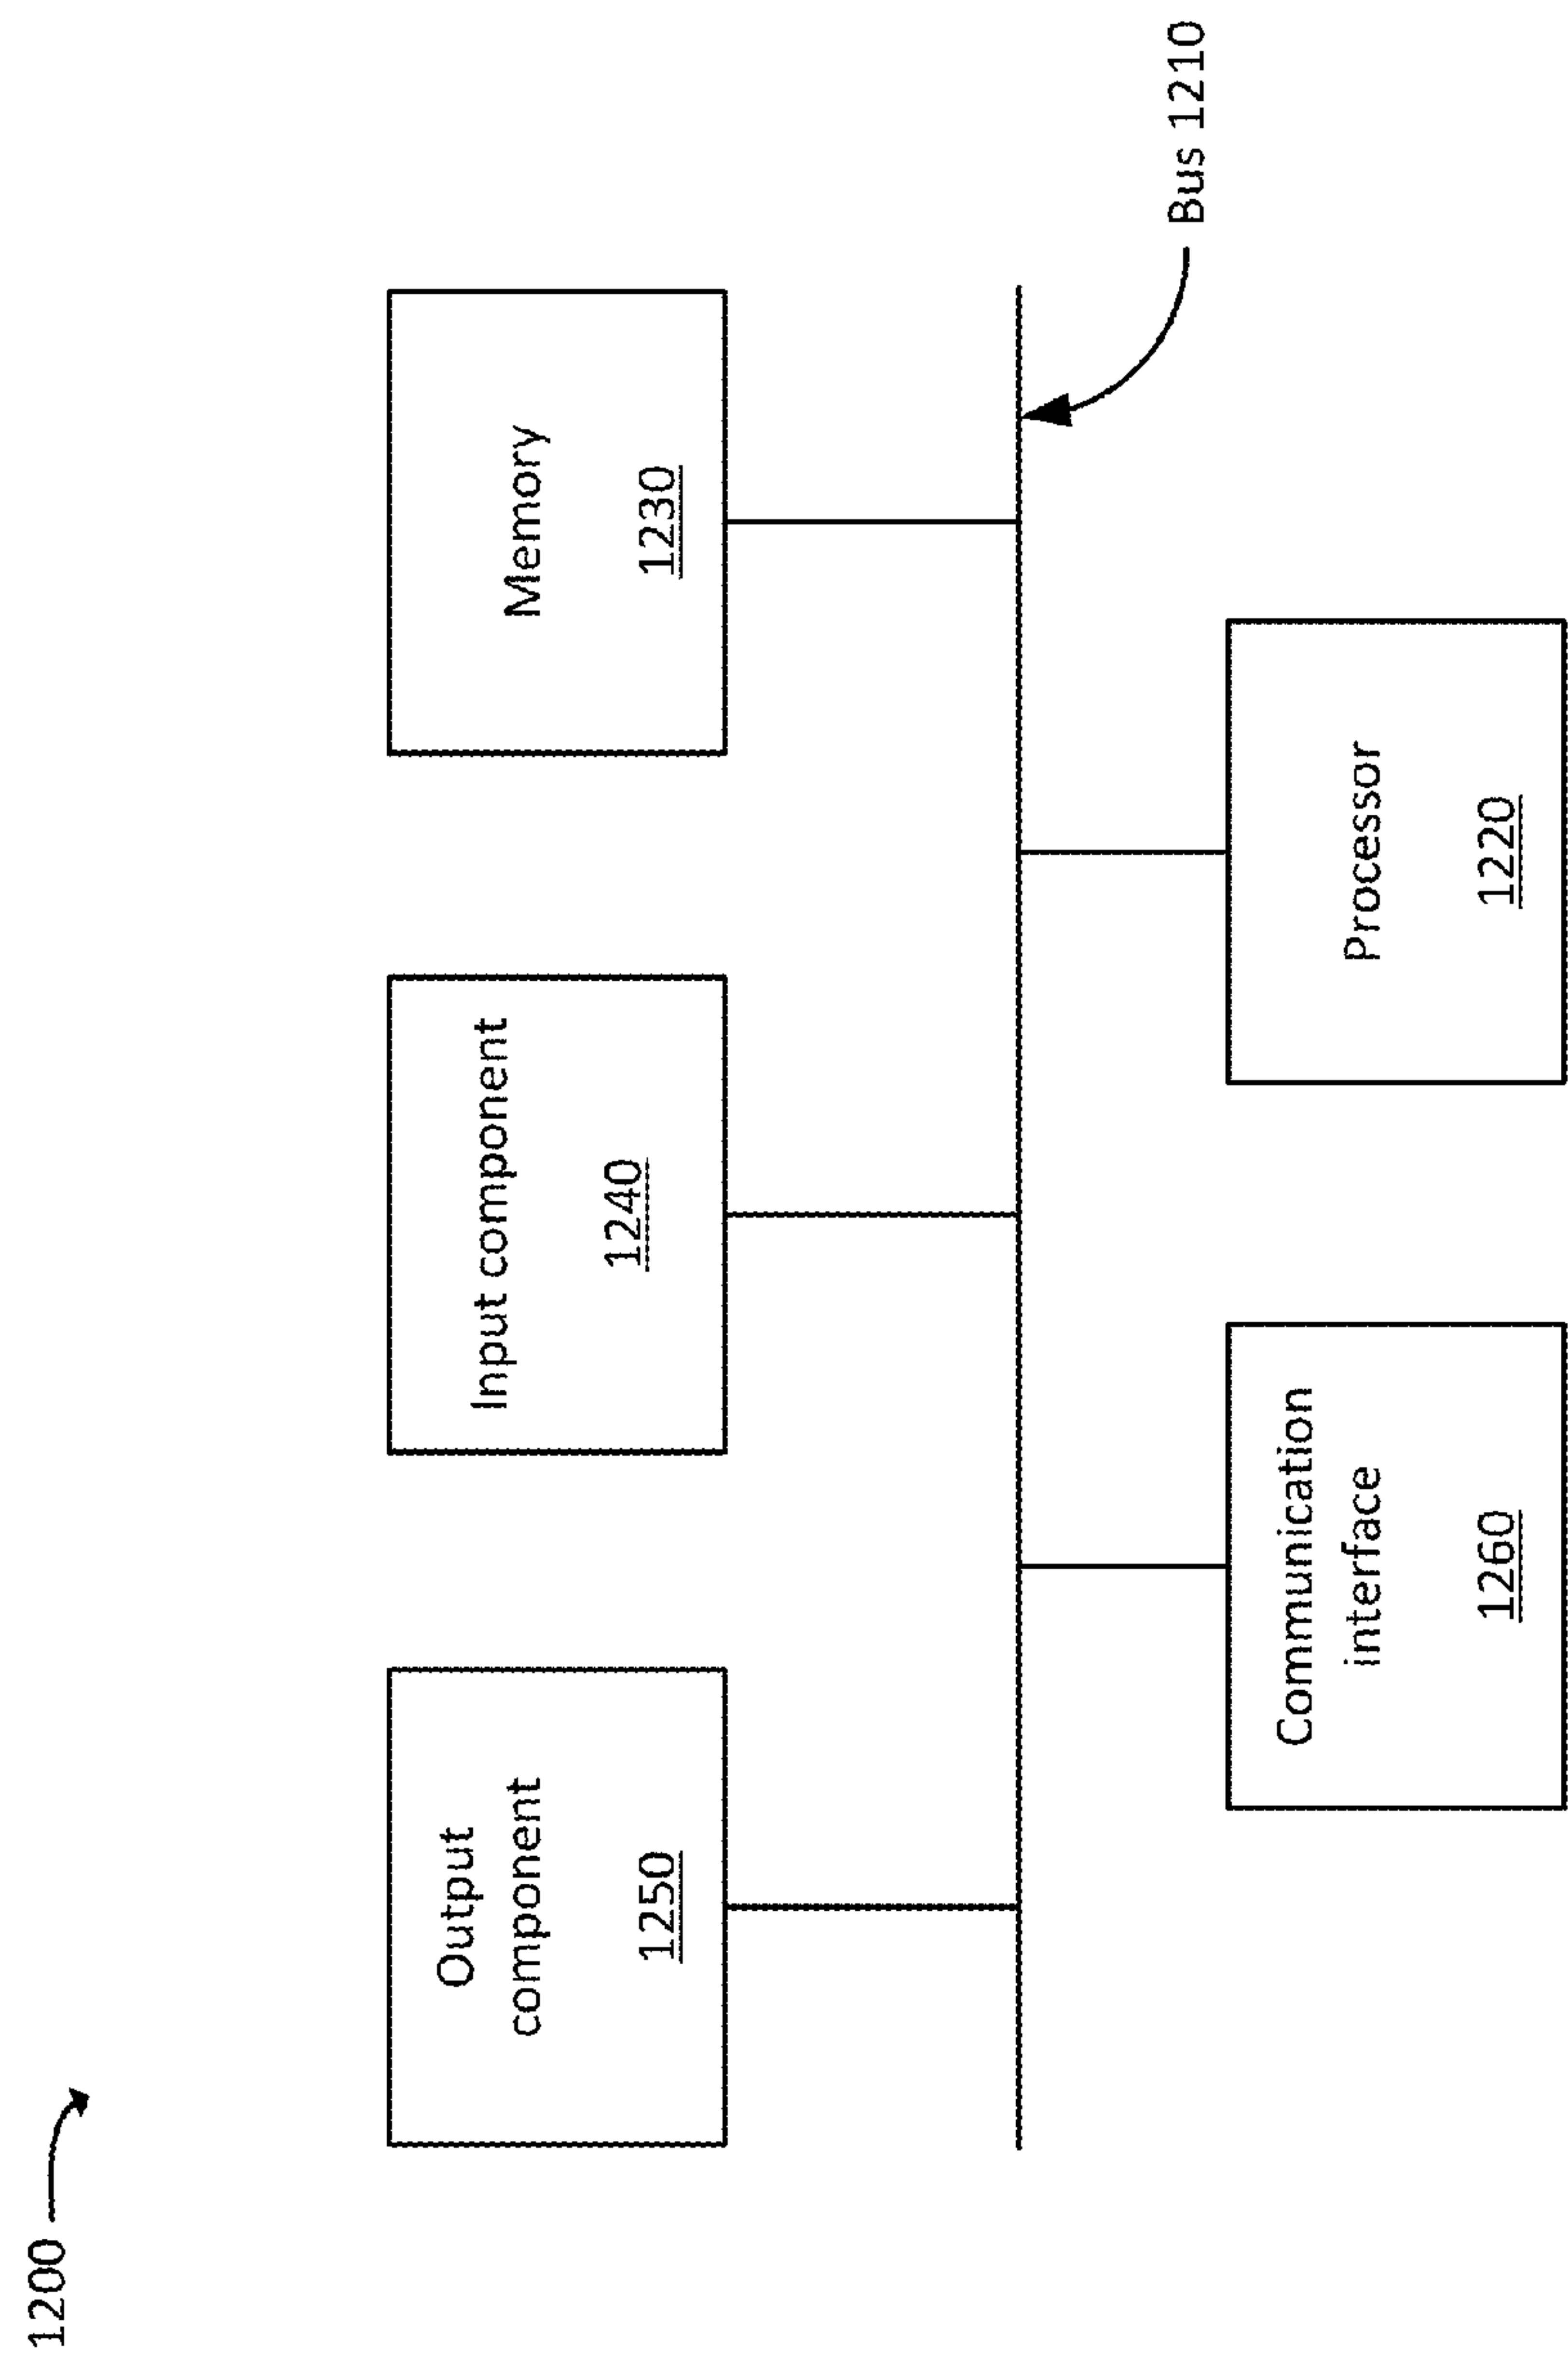 1200
Output
component
1250
Input component
1240
Memory
1230
Communication
interface
1260
Processor
1220
Bus 1210